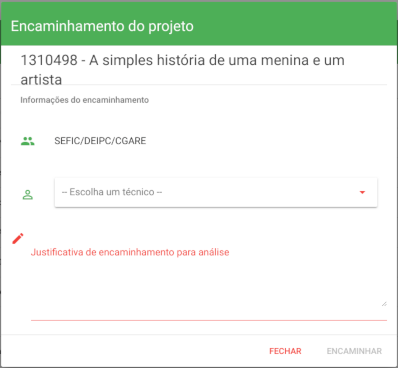 Encaminhamento do projeto
1310498 - A simples história de uma menina e um
artista
Informações do encaminhamento
SEFIC/DEIPC/CGARE
-- Escolha um técnico --
Justificativa de encaminhamento para análise
FECHAR ENCAMINHAR